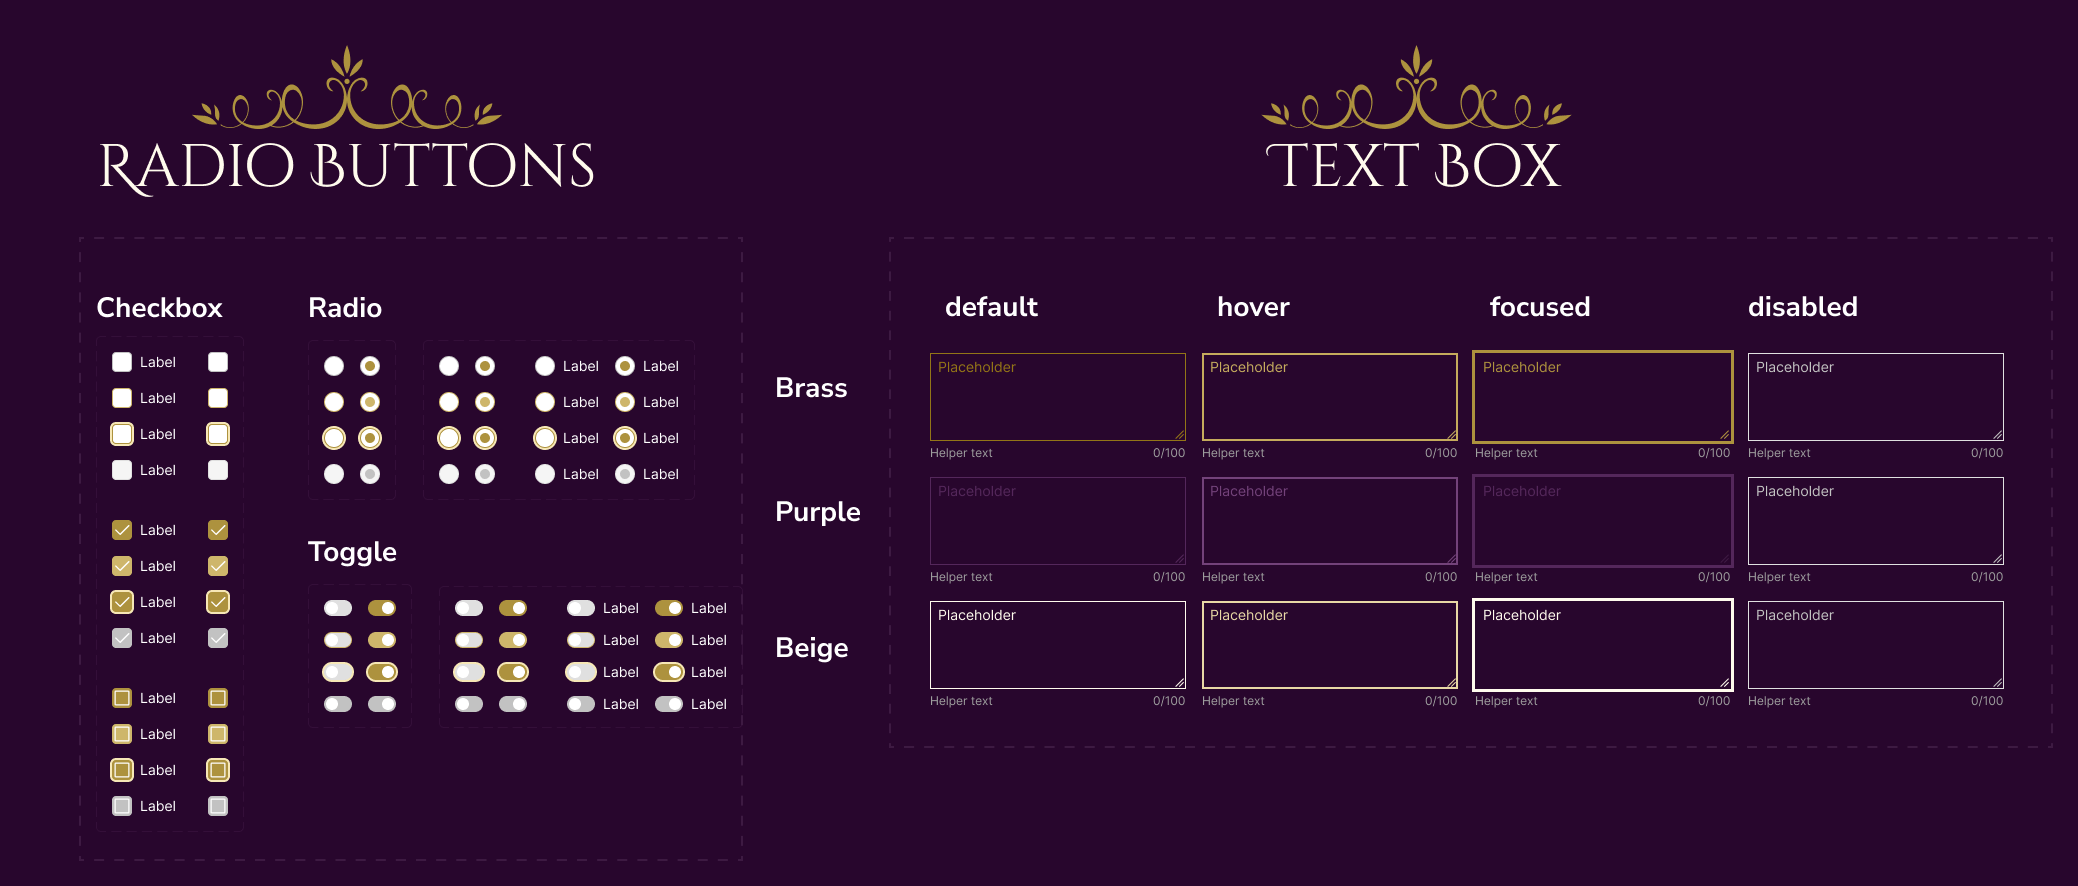 Radio Buttons
Text Box
Checkbox
Label
Label
Label
Label
Label
Label
Label
Label
Label
Label
Label
Label
Radio
Label Label
Label Label
Label Label
Label Label
Toggle
Label Label
Label Label
Label Label
Label Label
default hover focused disabled
Brass
Placeholder Placeholder Placeholder Placeholder
Helper text 0/100 Helper text 0/100 Helper text 0/100 Helper text 0/100
Purple
Placeholder Placeholder Placeholder Placeholder
Helper text 0/100 Helper text 0/100 Helper text 0/100 Helper text 0/100
Beige
Placeholder Placeholder Placeholder Placeholder
Helper text 0/100 Helper text 0/100 Helper text 0/100 Helper text 0/100